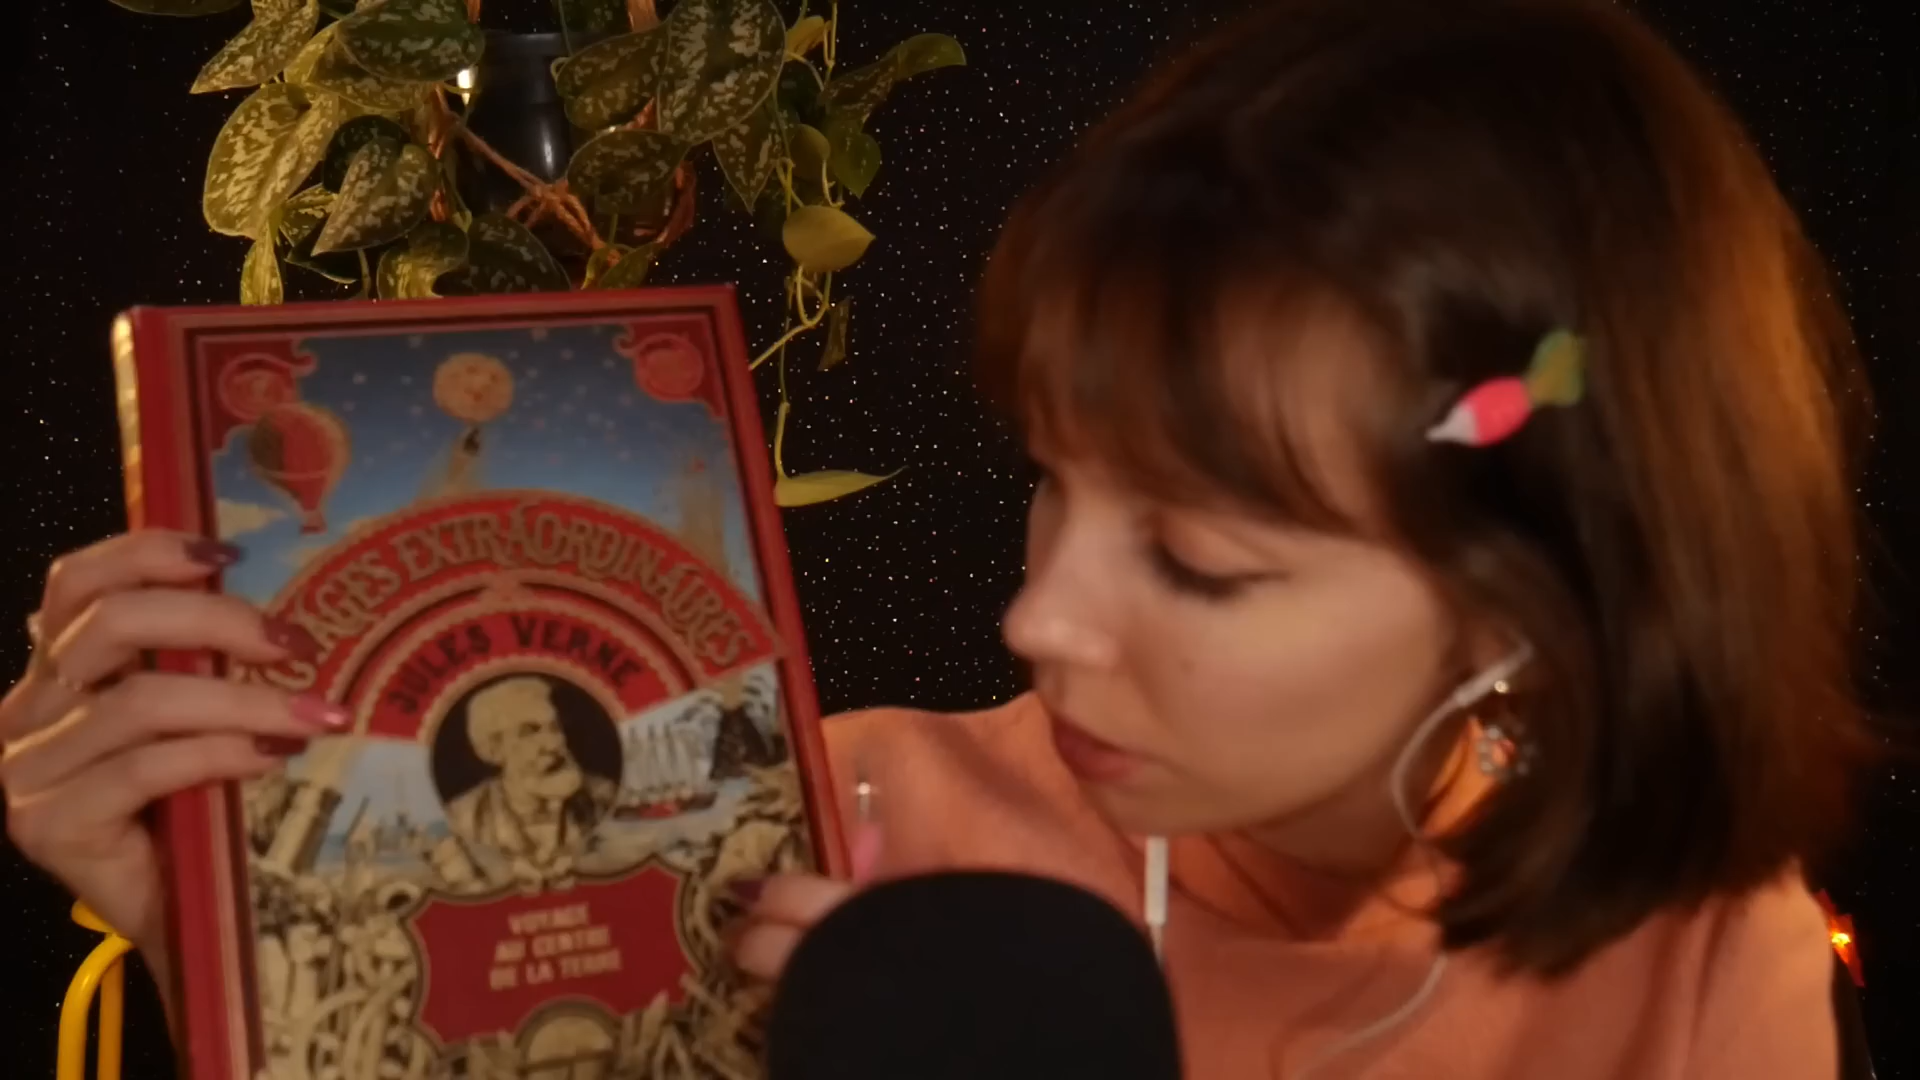 VOYAGES EXTRAORDINAIRES
JULES VERNE
VOYAGE
AU CENTRE
DE LA TERRE